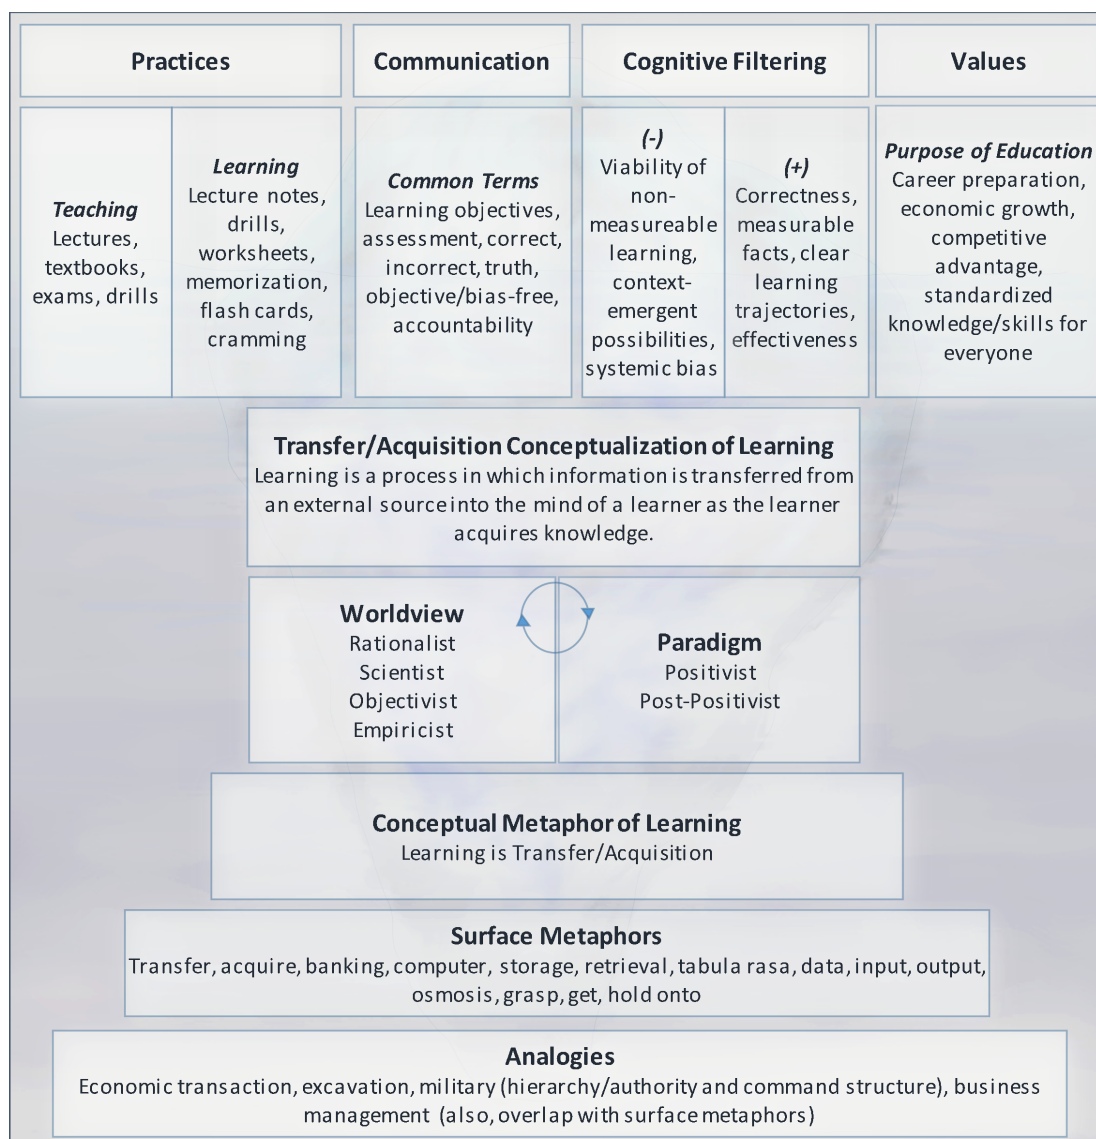 Practices
Communication
Cognitive Filtering
Values
Teaching
Lectures,
textbooks,
exams, drills
Learning
Lecture notes,
drills,
worksheets,
memorization,
flash cards,
cramming
Common Terms
Learning objectives,
assessment, correct,
incorrect, truth,
objective/bias-free,
accountability
(-)
Viability of
non-
measureable
learning,
context-
emergent
possibilities,
systemic bias
(+)
Correctness,
measurable
facts, clear
learning
trajectories,
effectiveness
Purpose of Education
Career preparation,
economic growth,
competitive
advantage,
standardized
knowledge/skills for
everyone
Transfer/Acquisition Conceptualization of Learning
Learning is a process in which information is transferred from
an external source into the mind of a learner as the learner
acquires knowledge.
Worldview
Rationalist
Scientist
Objectivist
Empiricist
Paradigm
Positivist
Post-Positivist
Conceptual Metaphor of Learning
Learning is Transfer/Acquisition
Surface Metaphors
Transfer, acquire, banking, computer, storage, retrieval, tabula rasa, data, input, output,
osmosis, grasp, get, hold onto
Analogies
Economic transaction, excavation, military (hierarchy/authority and command structure), business
management (also, overlap with surface metaphors)